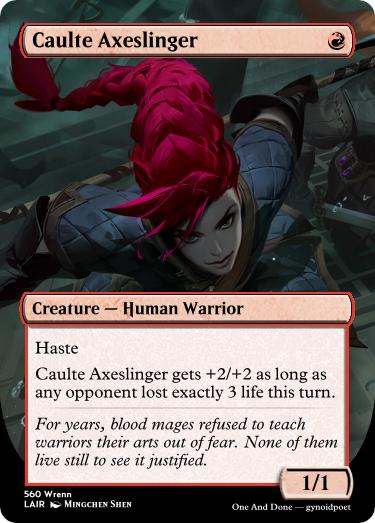 Caulte Axeslinger
Creature — Human Warrior
Haste
Caulte Axeslinger gets +2/+2 as long as
any opponent lost exactly 3 life this turn.
For years, blood mages refused to teach
warriors their arts out of fear. None of them
live still to see it justified.
1/1
560 Wrenn
LAIR Mingchen Shen
One And Done — gynoidpoet